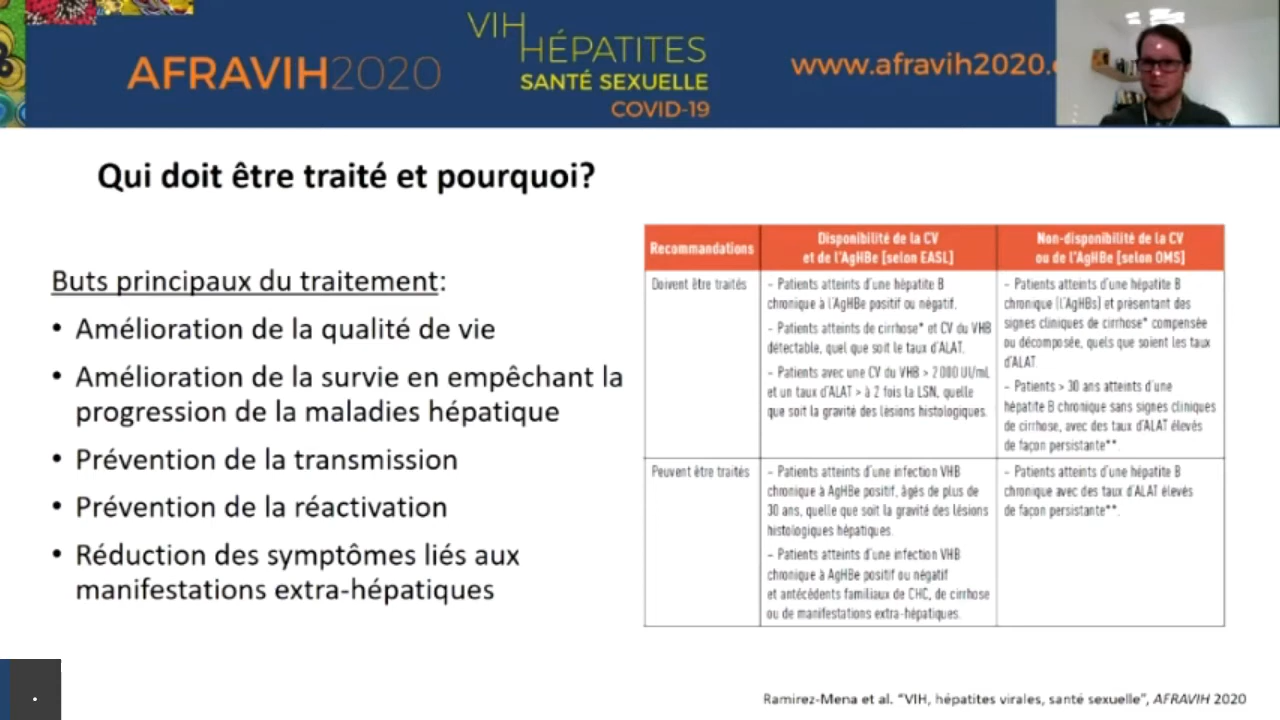 AFRAVIH2020
VIH
HÉPATITES
SANTÉ SEXUELLE
COVID-19
www.afravih2020.
Qui doit être traité et pourquoi?
Buts principaux du traitement:
• Amélioration de la qualité de vie
• Amélioration de la survie en empêchant la
progression de la maladies hépatique
• Prévention de la transmission
• Prévention de la réactivation
• Réduction des symptômes liés aux
manifestations extra-hépatiques
Recommandations
Disponibilité de la CV
et de l'AgHBe [selon EASL]
Non-disponibilité de la CV
ou de l'AgHBe [selon OMS]
Doivent être traités
– Patients atteints d'une hépatite B
chronique à l'AgHBe positif ou négatif.
– Patients atteints de cirrhose* et CV du VHB
détectable, quel que soit le taux d'ALAT.
– Patients avec une CV du VHB > 2 000 UI/mL
et un taux d'ALAT > à 2 fois la LSN, quelle
que soit la gravité des lésions histologiques.
– Patients atteints d'une hépatite B
chronique (l'AgHBs) et présentant des
signes cliniques de cirrhose* compensée
ou décomposée, quels que soient les taux
d'ALAT.
– Patients > 30 ans atteints d'une
hépatite B chronique sans signes cliniques
de cirrhose, avec des taux d'ALAT élevés
de façon persistante**.
Peuvent être traités
– Patients atteints d'une infection VHB
chronique à AgHBe positif, âgés de plus de
30 ans, quelle que soit la gravité des lésions
histologiques hépatiques.
– Patients atteints d'une infection VHB
chronique à AgHBe positif ou négatif
et antécédents familiaux de CHC, de cirrhose
ou de manifestations extra-hépatiques.
– Patients atteints d'une hépatite B
chronique avec des taux d'ALAT élevés
de façon persistante**.
Ramirez-Mena et al. "VIH, hépatites virales, santé sexuelle", AFRAVIH 2020